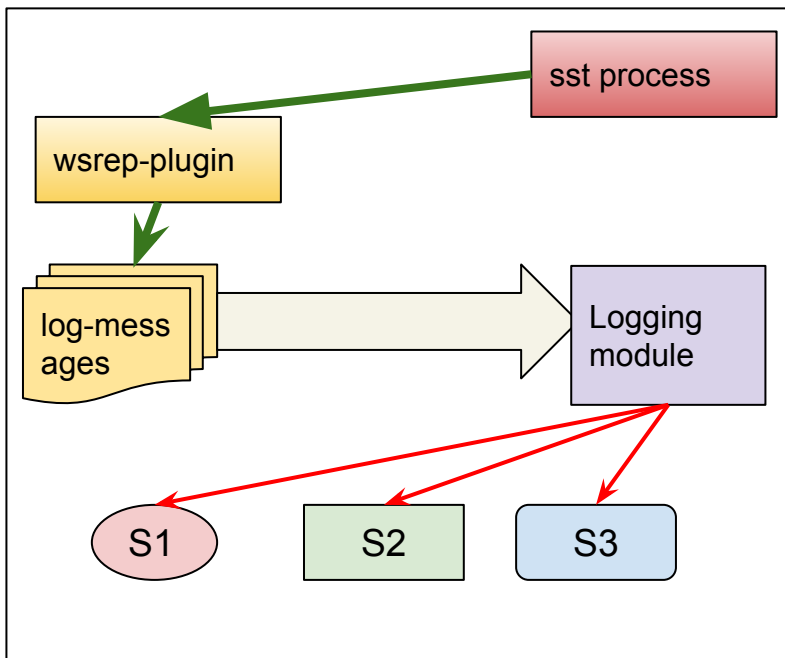 sst process
wsrep-plugin
log-mess
ages
Logging
module
S1
S2
S3